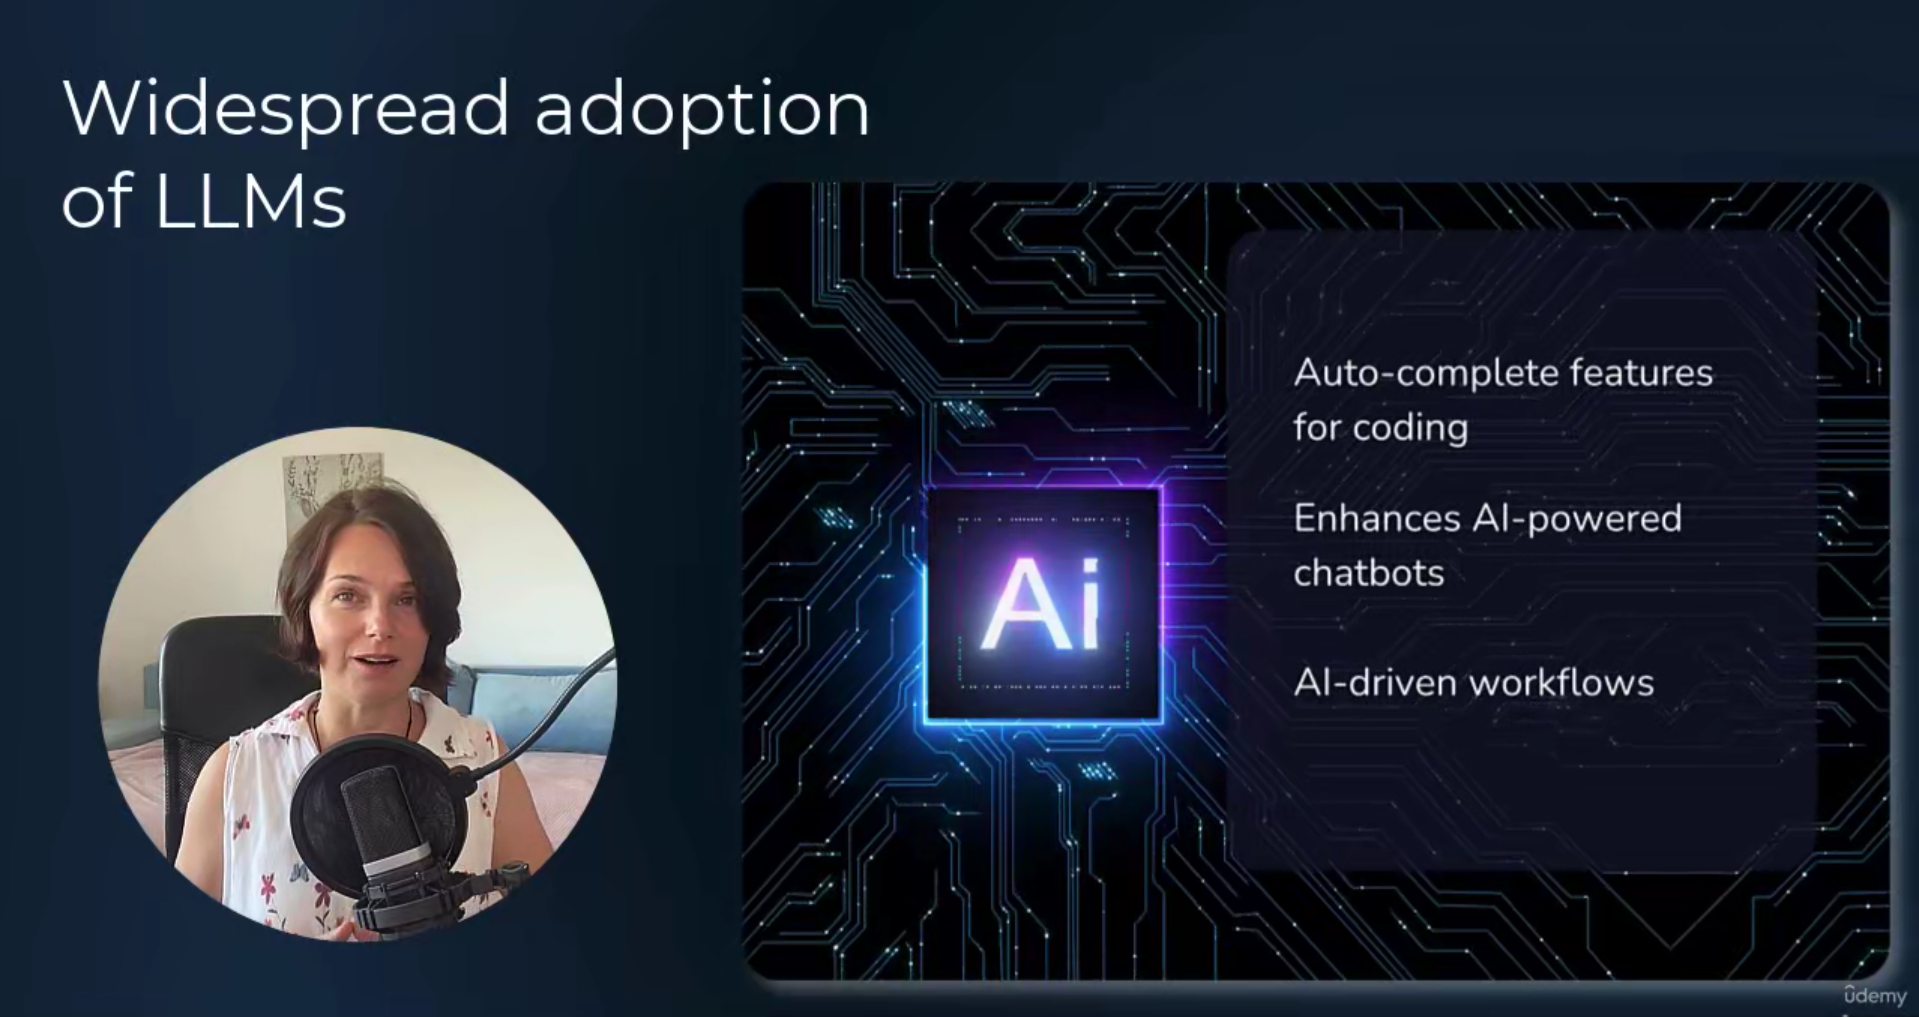 Widespread adoption
of LLMs
Auto-complete features
for coding
Enhances AI-powered
chatbots
AI-driven workflows
Ai
ûdemy